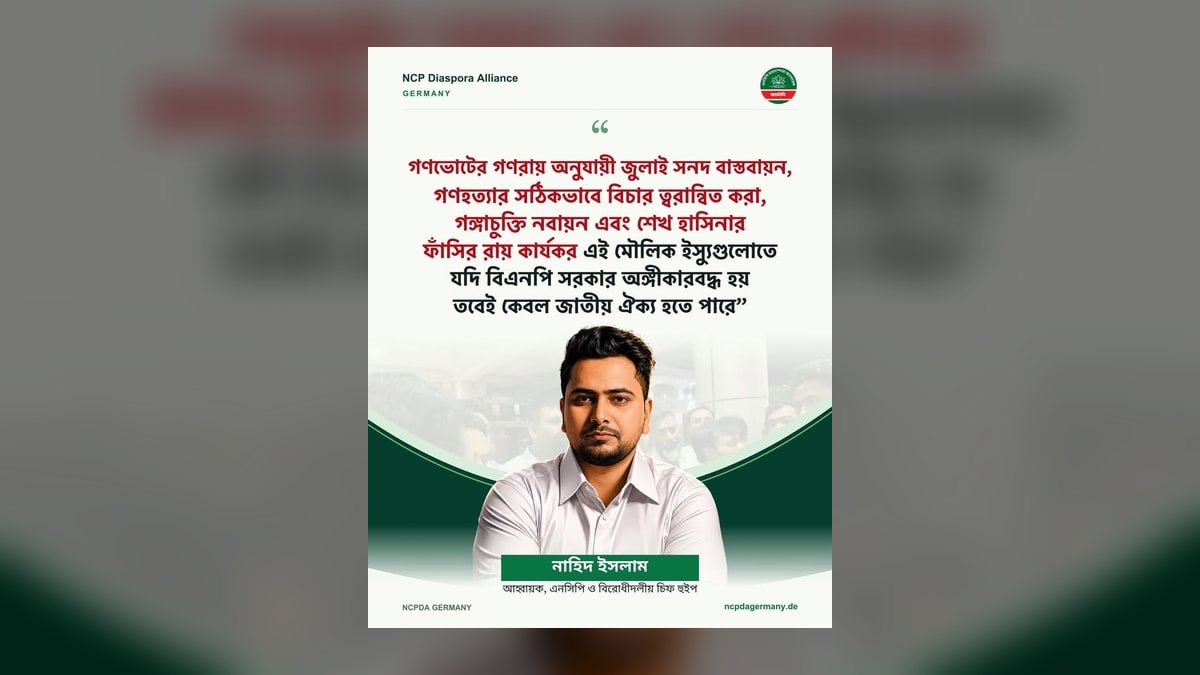 NCP Diaspora Alliance
GERMANY
“
গণভোটের গণরায় অনুযায়ী জুলাই সনদ বাস্তবায়ন,
গণহত্যার সঠিকভাবে বিচার ত্বরান্বিত করা,
গঙ্গাচুক্তি নবায়ন এবং শেখ হাসিনার
ফাঁসির রায় কার্যকর এই মৌলিক ইস্যুগুলোতে
যদি বিএনপি সরকার অঙ্গীকারবদ্ধ হয়
তবেই কেবল জাতীয় ঐক্য হতে পারে”
নাহিদ ইসলাম
আহ্বায়ক, এনসিপি ও বিরোধীদলীয় চিফ হুইপ
NCPDA GERMANY
ncpdagermany.de